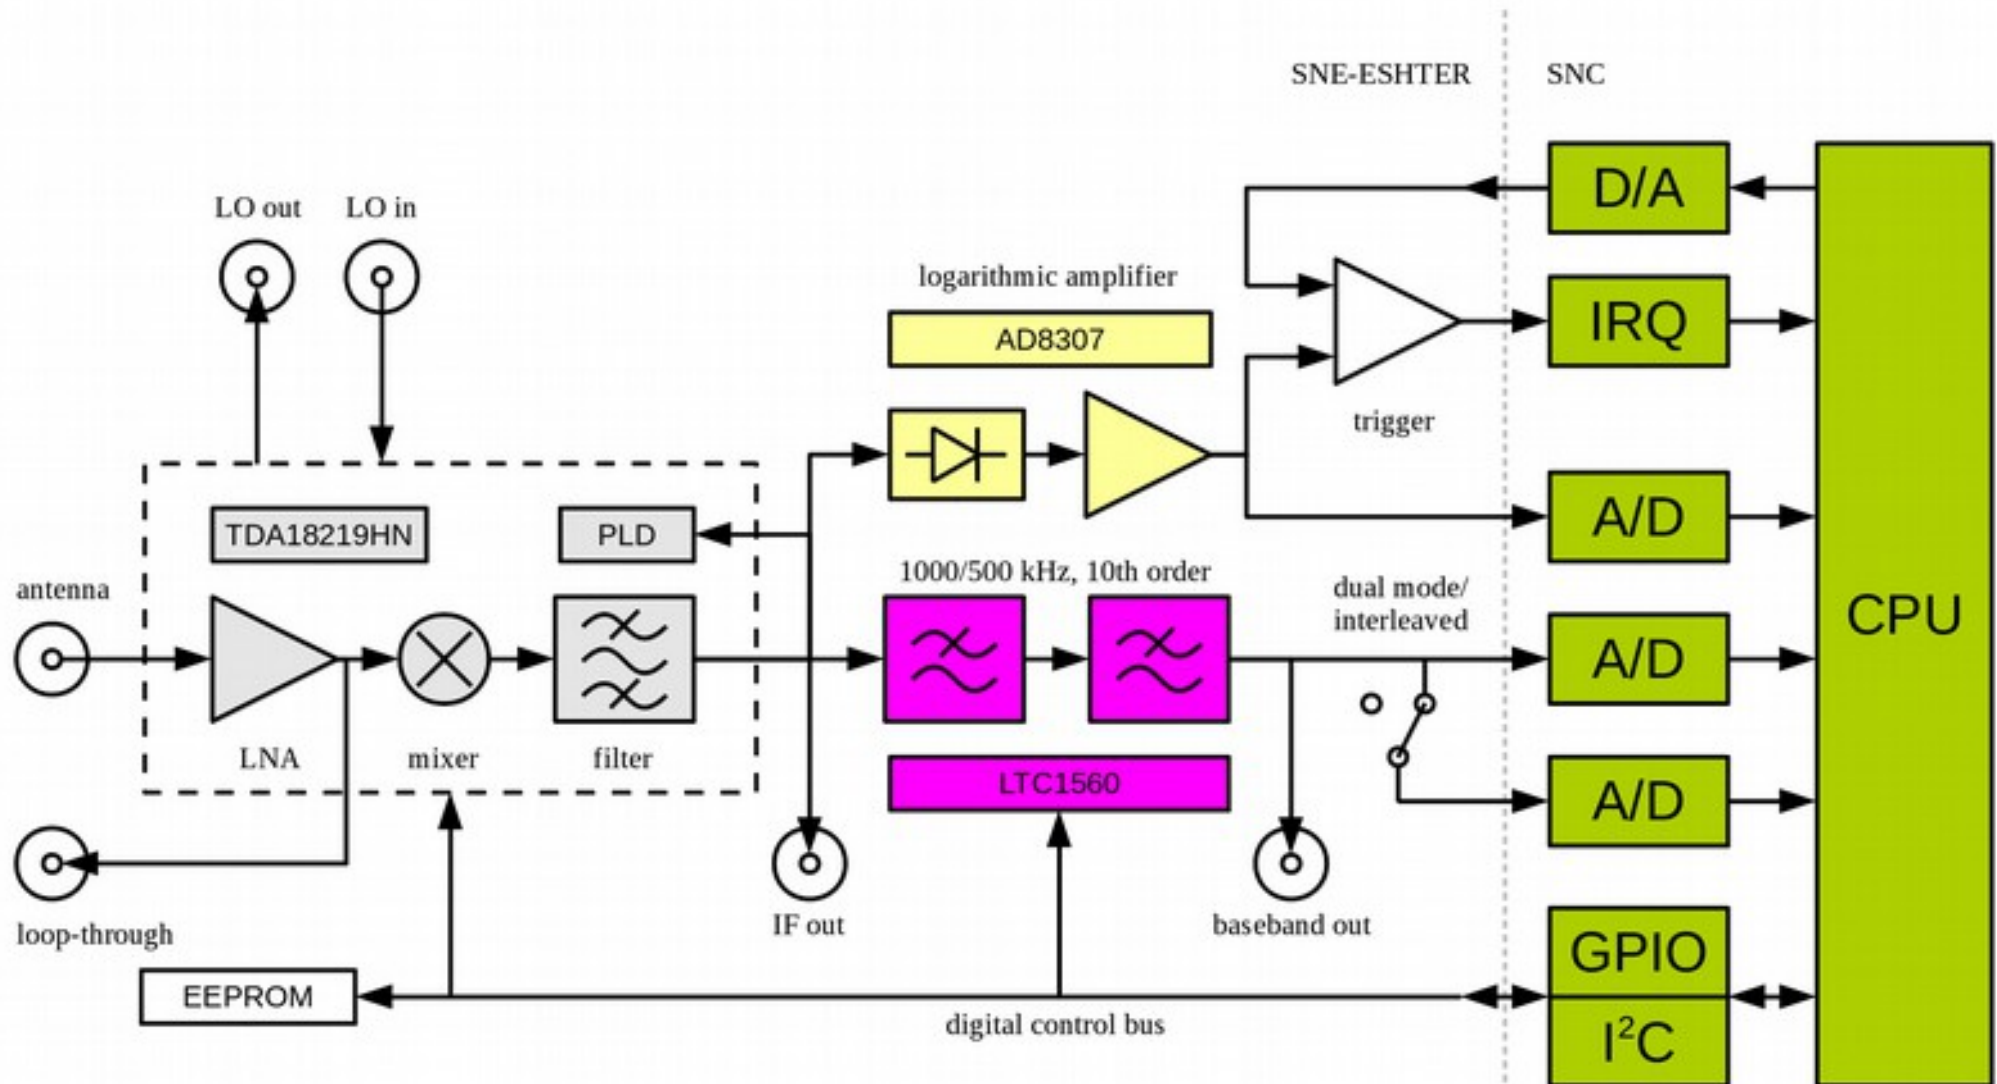 SNE-ESHTER
SNC
D/A
LO out
LO in
logarithmic amplifier
IRQ
AD8307
trigger
TDA18219HN
PLD
A/D
antenna
1000/500 kHz, 10th order
dual mode/
interleaved
CPU
A/D
LNA
mixer
filter
LTC1560
A/D
loop-through
IF out
baseband out
GPIO
EEPROM
digital control bus
I²C